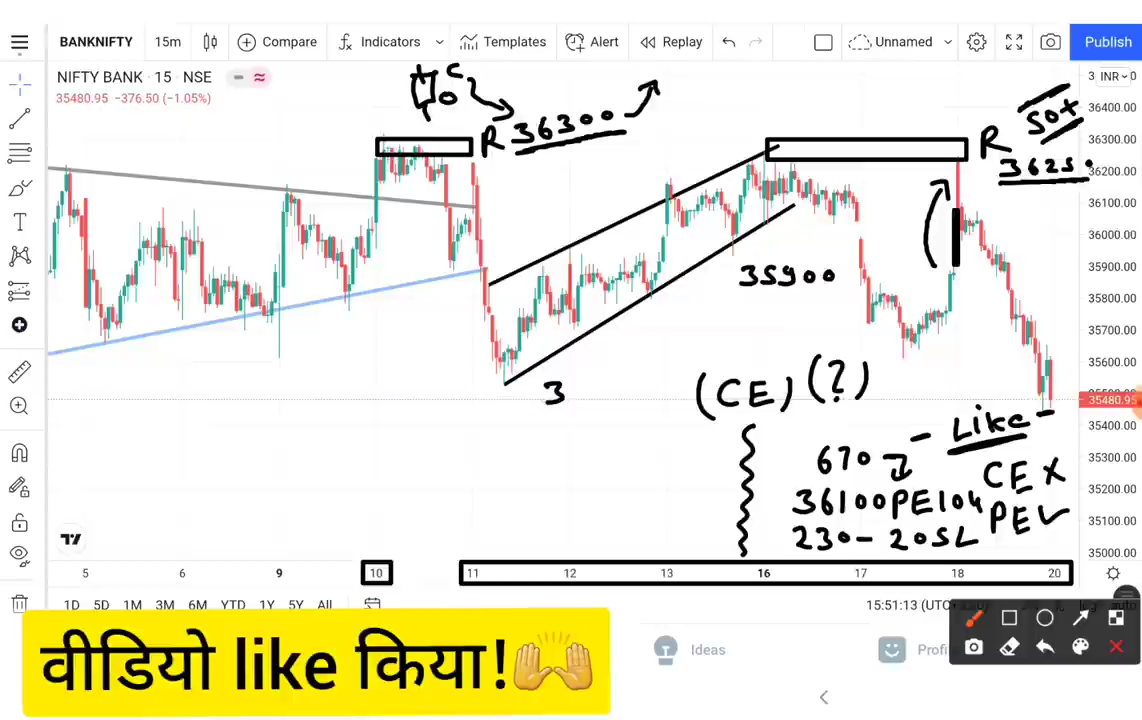 BANKNIFTY 15m Compare Indicators Templates Alert Replay Unnamed Publish
NIFTY BANK · 15 · NSE
35480.95 −376.50 (−1.05%)
INR
36400.00
36300.00
36200.00
36100.00
36000.00
35900.00
35800.00
35700.00
35600.00
35480.95
35400.00
35300.00
35200.00
35100.00
35000.00
C
O
R 36300
R
50+
3625
35900
3
(CE) (?)
Like
670
CE X
36100PE104
PE✓
230-20SL
5 6 9 10 11 12 13 16 17 18 20
1D 5D 1M 3M 6M YTD 1Y 5Y All
15:51:13 (UTC
auto
Ideas
वीडियो like किया!🙌